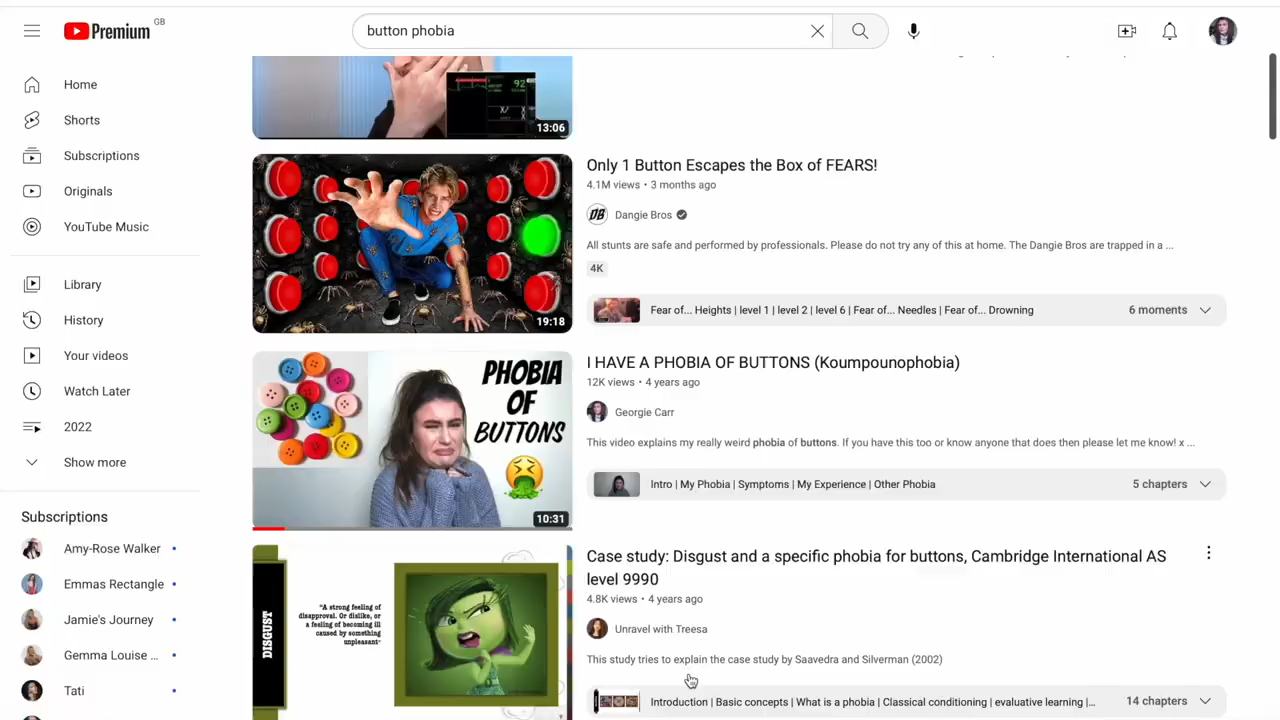 Premium GB
button phobia
Home
Shorts
Subscriptions
Originals
YouTube Music
Library
History
Your videos
Watch Later
2022
Show more
Subscriptions
Amy-Rose Walker
Emmas Rectangle
Jamie's Journey
Gemma Louise ...
Tati
92
13:06
19:18
Only 1 Button Escapes the Box of FEARS!
4.1M views • 3 months ago
DB Dangie Bros
All stunts are safe and performed by professionals. Please do not try any of this at home. The Dangie Bros are trapped in a ...
4K
Fear of... Heights | level 1 | level 2 | level 6 | Fear of... Needles | Fear of... Drowning
6 moments
PHOBIA
OF
BUTTONS
10:31
I HAVE A PHOBIA OF BUTTONS (Koumpounophobia)
12K views • 4 years ago
Georgie Carr
This video explains my really weird phobia of buttons. If you have this too or know anyone that does then please let me know! x ...
Intro | My Phobia | Symptoms | My Experience | Other Phobia
5 chapters
DISGUST
"A strong feeling of
disapproval. Or dislike, or
a feeling of becoming ill
caused by something
unpleasant"
Case study: Disgust and a specific phobia for buttons, Cambridge International AS
level 9990
4.8K views • 4 years ago
Unravel with Treesa
This study tries to explain the case study by Saavedra and Silverman (2002)
Introduction | Basic concepts | What is a phobia | Classical conditioning | evaluative learning |...
14 chapters